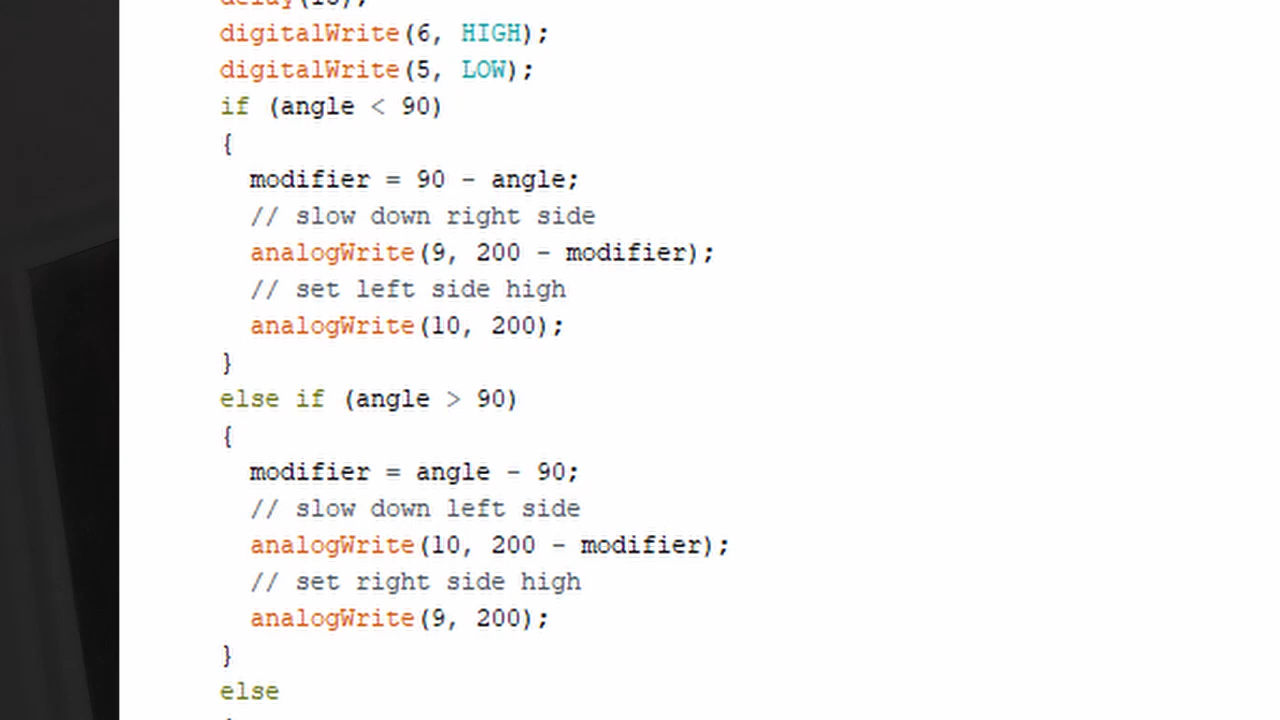 digitalWrite(6, HIGH);
digitalWrite(5, LOW);
if (angle < 90)
{
modifier = 90 - angle;
// slow down right side
analogWrite(9, 200 - modifier);
// set left side high
analogWrite(10, 200);
}
else if (angle > 90)
{
modifier = angle - 90;
// slow down left side
analogWrite(10, 200 - modifier);
// set right side high
analogWrite(9, 200);
}
else